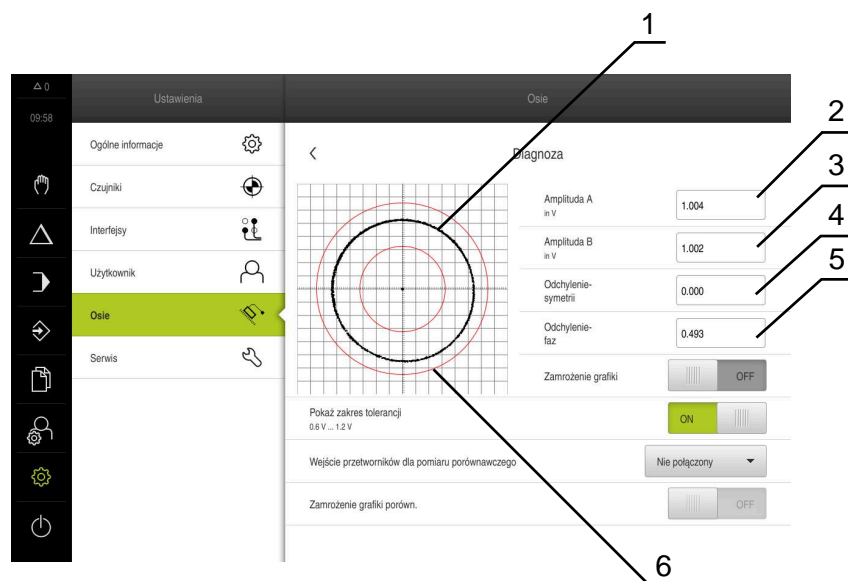 1
0
Ustawienia
Osie
09:58
2
Ogólne informacje
Diagnoza
3
Czujniki
Amplituda A
in V
1.004
4
Interfejsy
Amplituda B
in V
1.002
5
Użytkownik
Odchylenie-
symetrii
0.000
Osie
Odchylenie-
faz
0.493
Serwis
Zamrożenie grafiki
OFF
Pokaż zakres tolerancji
0.6 V ... 1.2 V
ON
Wejście przetworników dla pomiaru porównawczego
Nie połączony
Zamrożenie grafiki porówn.
OFF
6